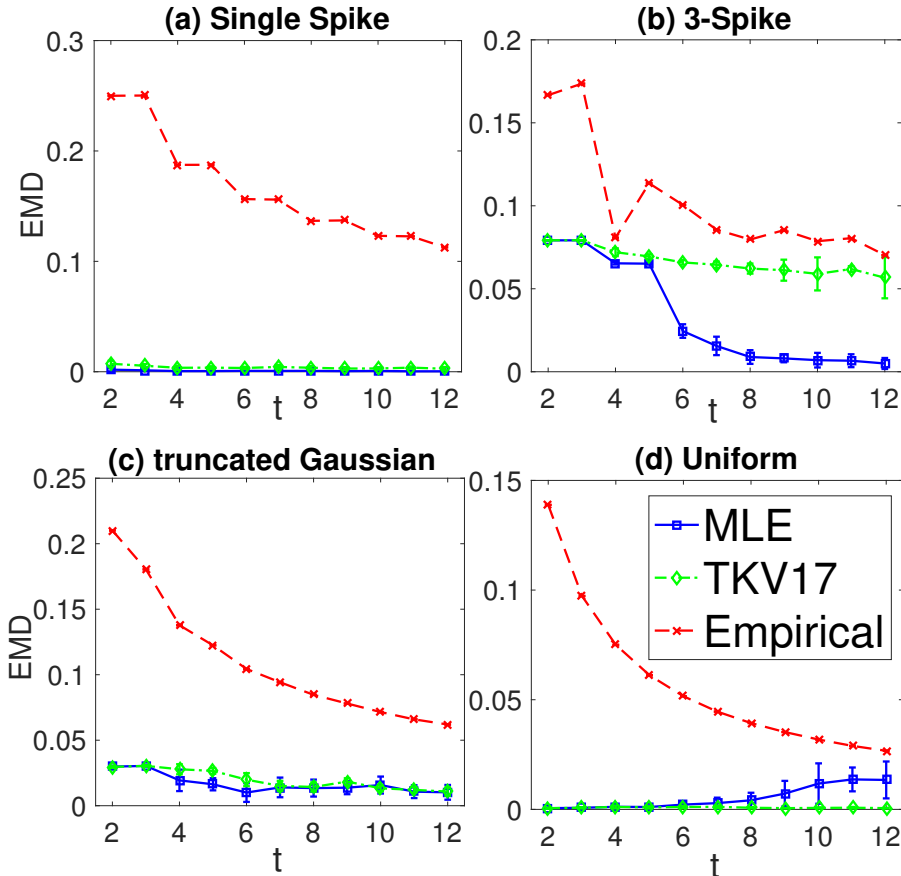 (a) Single Spike
0.3
0.2
0.1
0
EMD
2 4 6 8 10 12
t
(b) 3-Spike
0.2
0.15
0.1
0.05
0
2 4 6 8 10 12
t
(c) truncated Gaussian
0.25
0.2
0.15
0.1
0.05
0
EMD
2 4 6 8 10 12
t
(d) Uniform
0.15
0.1
0.05
0
MLE
TKV17
Empirical
2 4 6 8 10 12
t